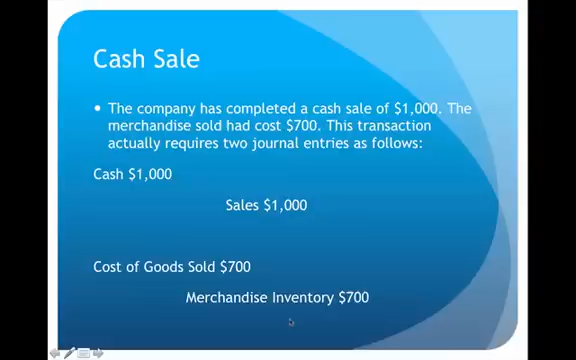 Cash Sale
• The company has completed a cash sale of $1,000. The
merchandise sold had cost $700. This transaction
actually requires two journal entries as follows:
Cash $1,000
Sales $1,000
Cost of Goods Sold $700
Merchandise Inventory $700